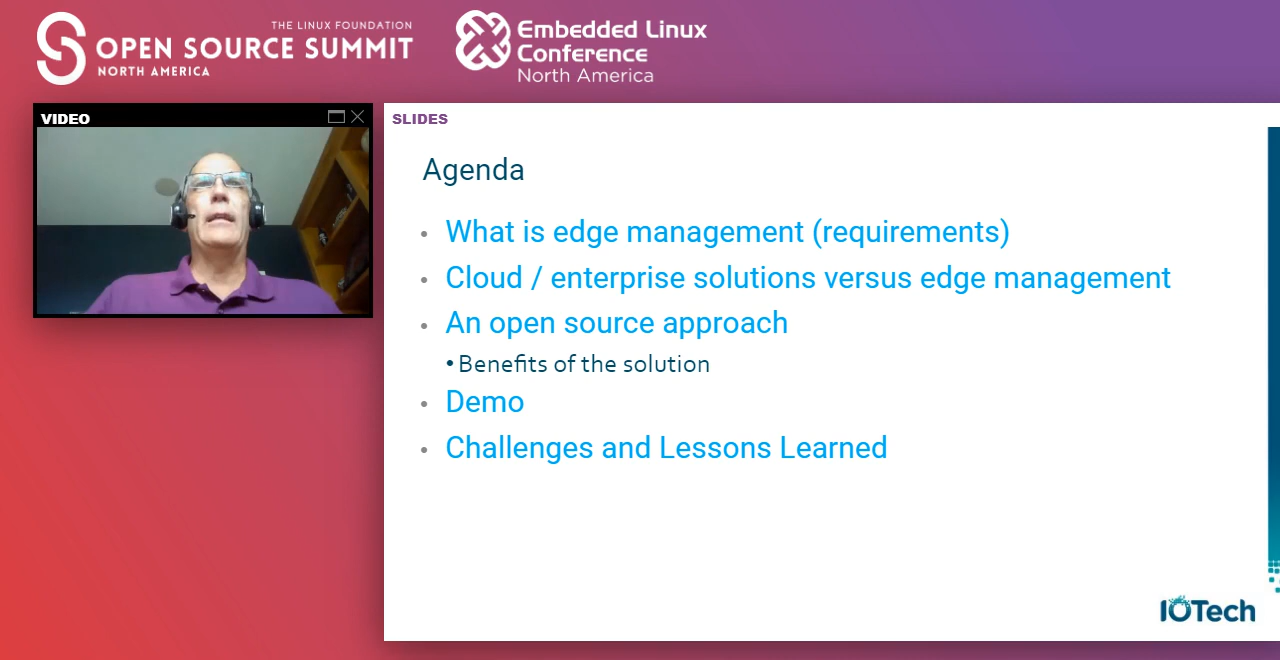 THE LINUX FOUNDATION
OPEN SOURCE SUMMIT
NORTH AMERICA
Embedded Linux
Conference
North America
VIDEO
SLIDES
Agenda
• What is edge management (requirements)
• Cloud / enterprise solutions versus edge management
• An open source approach
• Benefits of the solution
• Demo
• Challenges and Lessons Learned
IOTech